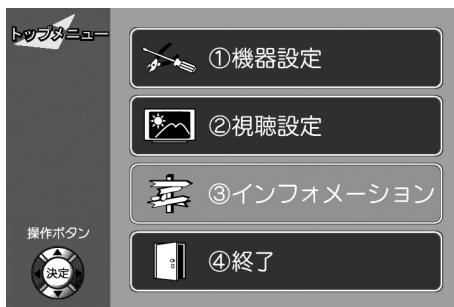 トップメニュー
①機器設定
②視聴設定
③インフォメーション
④終了
操作ボタン
決定